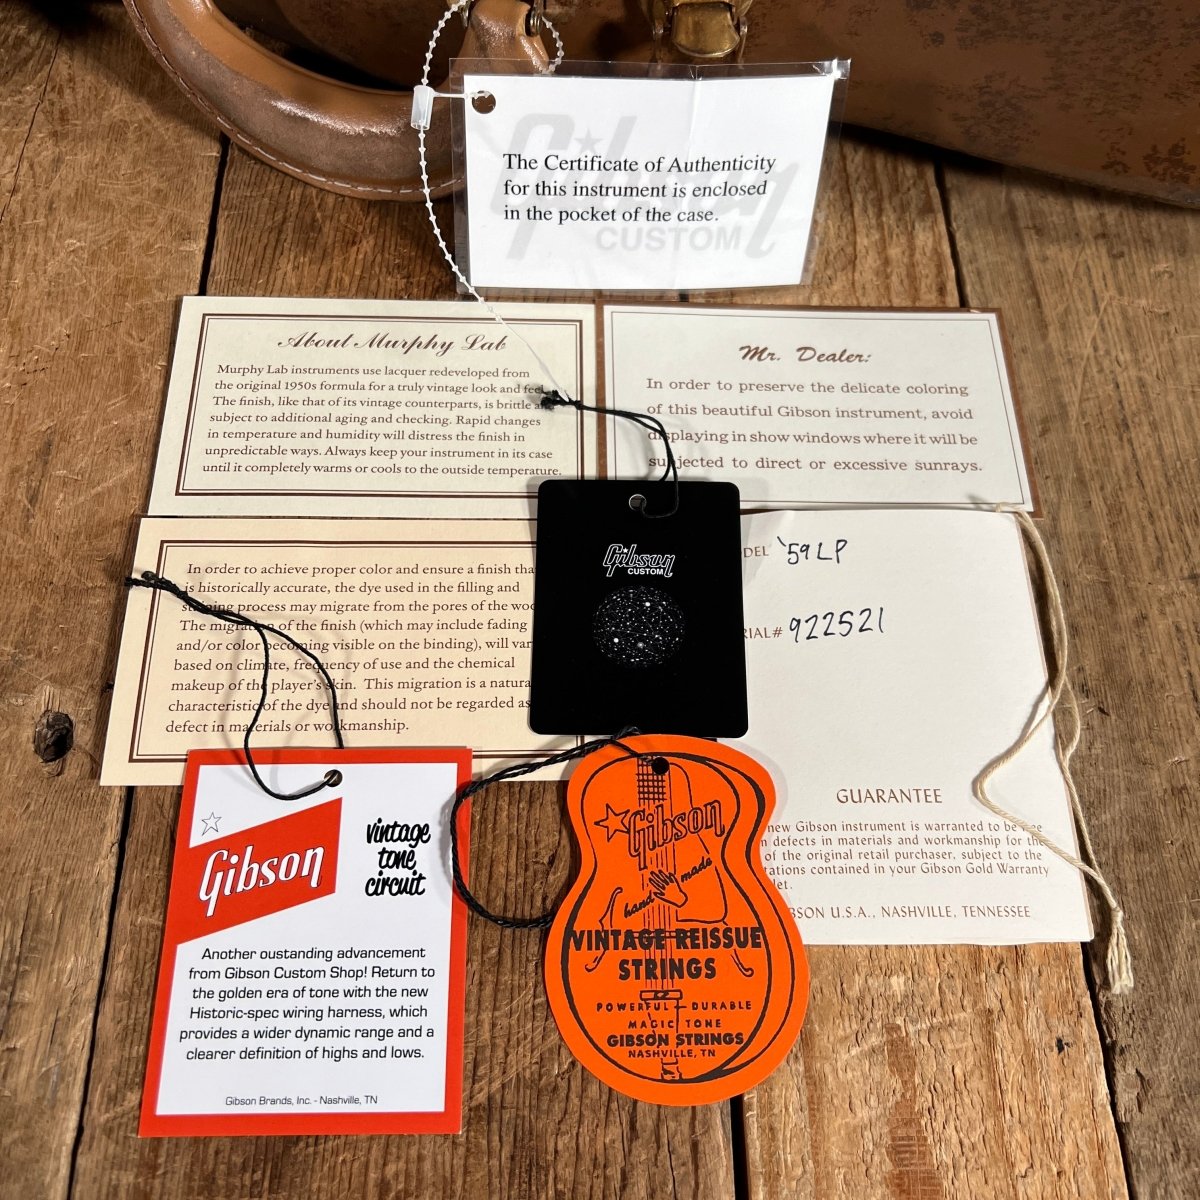 The Certificate of Authenticity
for this instrument is enclosed
in the pocket of the case.
Gibson
CUSTOM
About Murphy Lab
Murphy Lab instruments use lacquer redeveloped from
the original 1950s formula for a truly vintage look and feel.
The finish, like that of its vintage counterparts, is brittle
subject to additional aging and checking. Rapid changes
in temperature and humidity will distress the finish in
unpredictable ways. Always keep your instrument in its case
until it completely warms or cools to the outside temperature.
Mr. Dealer:
In order to preserve the delicate coloring
of this beautiful Gibson instrument, avoid
displaying in show windows where it will be
subjected to direct or excessive sunrays.
In order to achieve proper color and ensure a finish tha
is historically accurate, the dye used in the filling and
staining process may migrate from the pores of the woo
The migration of the finish (which may include fading
and/or color becoming visible on the binding), will var
based on climate, frequency of use and the chemical
makeup of the player's skin. This migration is a natura
characteristic of the dye and should not be regarded as
defect in materials or workmanship.
Gibson
CUSTOM
DEL '59 LP
RIAL# 922521
GUARANTEE
new Gibson instrument is warranted to be free
n defects in materials and workmanship for the
of the original retail purchaser, subject to the
tations contained in your Gibson Gold Warranty
let.
BSON U.S.A., NASHVILLE, TENNESSEE
Gibson
vintage
tone
circuit
Another oustanding advancement
from Gibson Custom Shop! Return to
the golden era of tone with the new
Historic-spec wiring harness, which
provides a wider dynamic range and a
clearer definition of highs and lows.
Gibson Brands, Inc. - Nashville, TN
Gibson
hand made
VINTAGE REISSUE
STRINGS
POWERFUL - DURABLE
MAGIC TONE
GIBSON STRINGS
NASHVILLE, TN